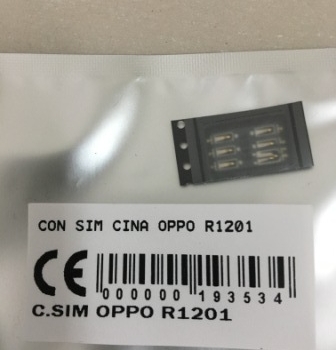 CON SIM CINA OPPO R1201
CE
000000 193534
C.SIM OPPO R1201